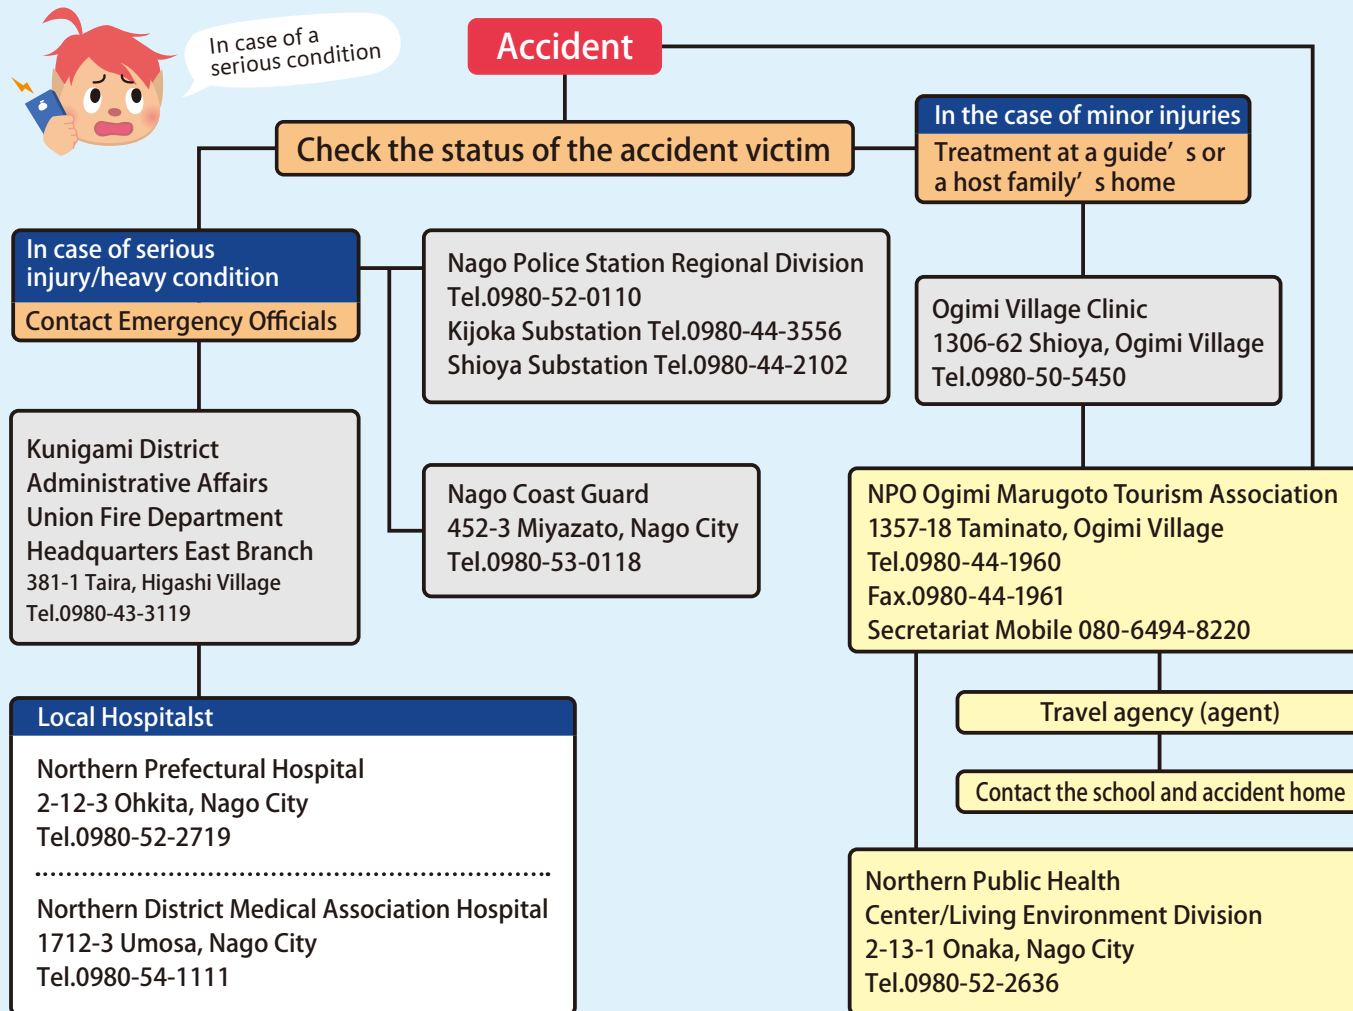 In case of a
serious condition
Accident
Check the status of the accident victim
In the case of minor injuries
Treatment at a guide' s or
a host family' s home
In case of serious
injury/heavy condition
Contact Emergency Officials
Nago Police Station Regional Division
Tel.0980-52-0110
Kijoka Substation Tel.0980-44-3556
Shioya Substation Tel.0980-44-2102
Ogimi Village Clinic
1306-62 Shioya, Ogimi Village
Tel.0980-50-5450
Kunigami District
Administrative Affairs
Union Fire Department
Headquarters East Branch
381-1 Taira, Higashi Village
Tel.0980-43-3119
Nago Coast Guard
452-3 Miyazato, Nago City
Tel.0980-53-0118
NPO Ogimi Marugoto Tourism Association
1357-18 Taminato, Ogimi Village
Tel.0980-44-1960
Fax.0980-44-1961
Secretariat Mobile 080-6494-8220
Travel agency (agent)
Contact the school and accident home
Local Hospitalst
Northern Prefectural Hospital
2-12-3 Ohkita, Nago City
Tel.0980-52-2719
Northern District Medical Association Hospital
1712-3 Umosa, Nago City
Tel.0980-54-1111
Northern Public Health
Center/Living Environment Division
2-13-1 Onaka, Nago City
Tel.0980-52-2636